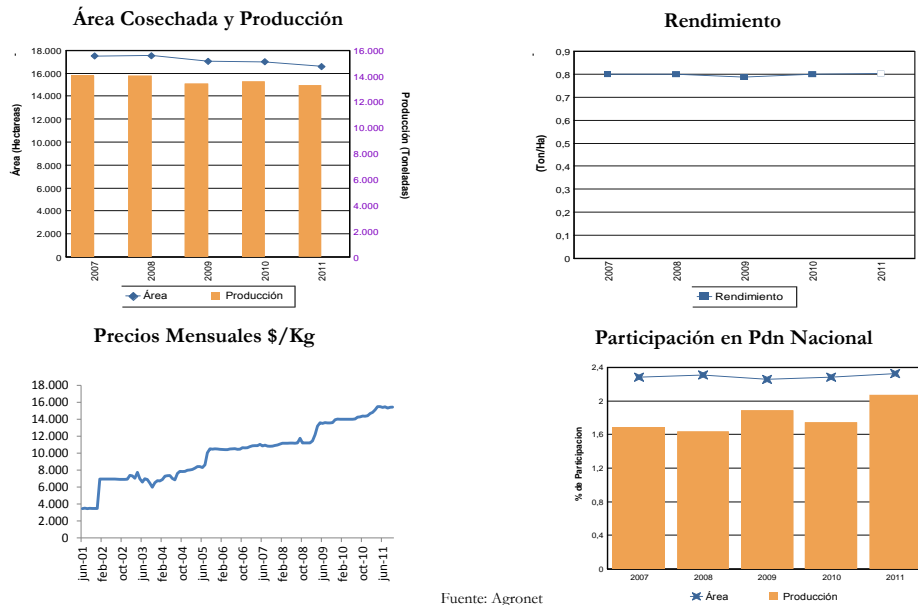 Área Cosechada y Producción
18.000
16.000
14.000
12.000
10.000
8.000
6.000
4.000
2.000
0
Área (Hectareas)
16.000
14.000
12.000
10.000
8.000
6.000
4.000
2.000
0
Producción (Toneladas)
2007
2008
2009
2010
2011
Área
Producción
Rendimiento
0,9
0,8
0,7
0,6
0,5
0,4
0,3
0,2
0,1
0
(Ton/Ha)
2007
2008
2009
2010
2011
Rendimiento
Precios Mensuales $/Kg
18.000
16.000
14.000
12.000
10.000
8.000
6.000
4.000
2.000
0
jun-01
feb-02
oct-02
jun-03
feb-04
oct-04
jun-05
feb-06
oct-06
jun-07
feb-08
oct-08
jun-09
feb-10
oct-10
jun-11
Participación en Pdn Nacional
2,4
2
1,6
1,2
0,8
0,4
% de Participacion
2007
2008
2009
2010
2011
Área
Producción
Fuente: Agronet